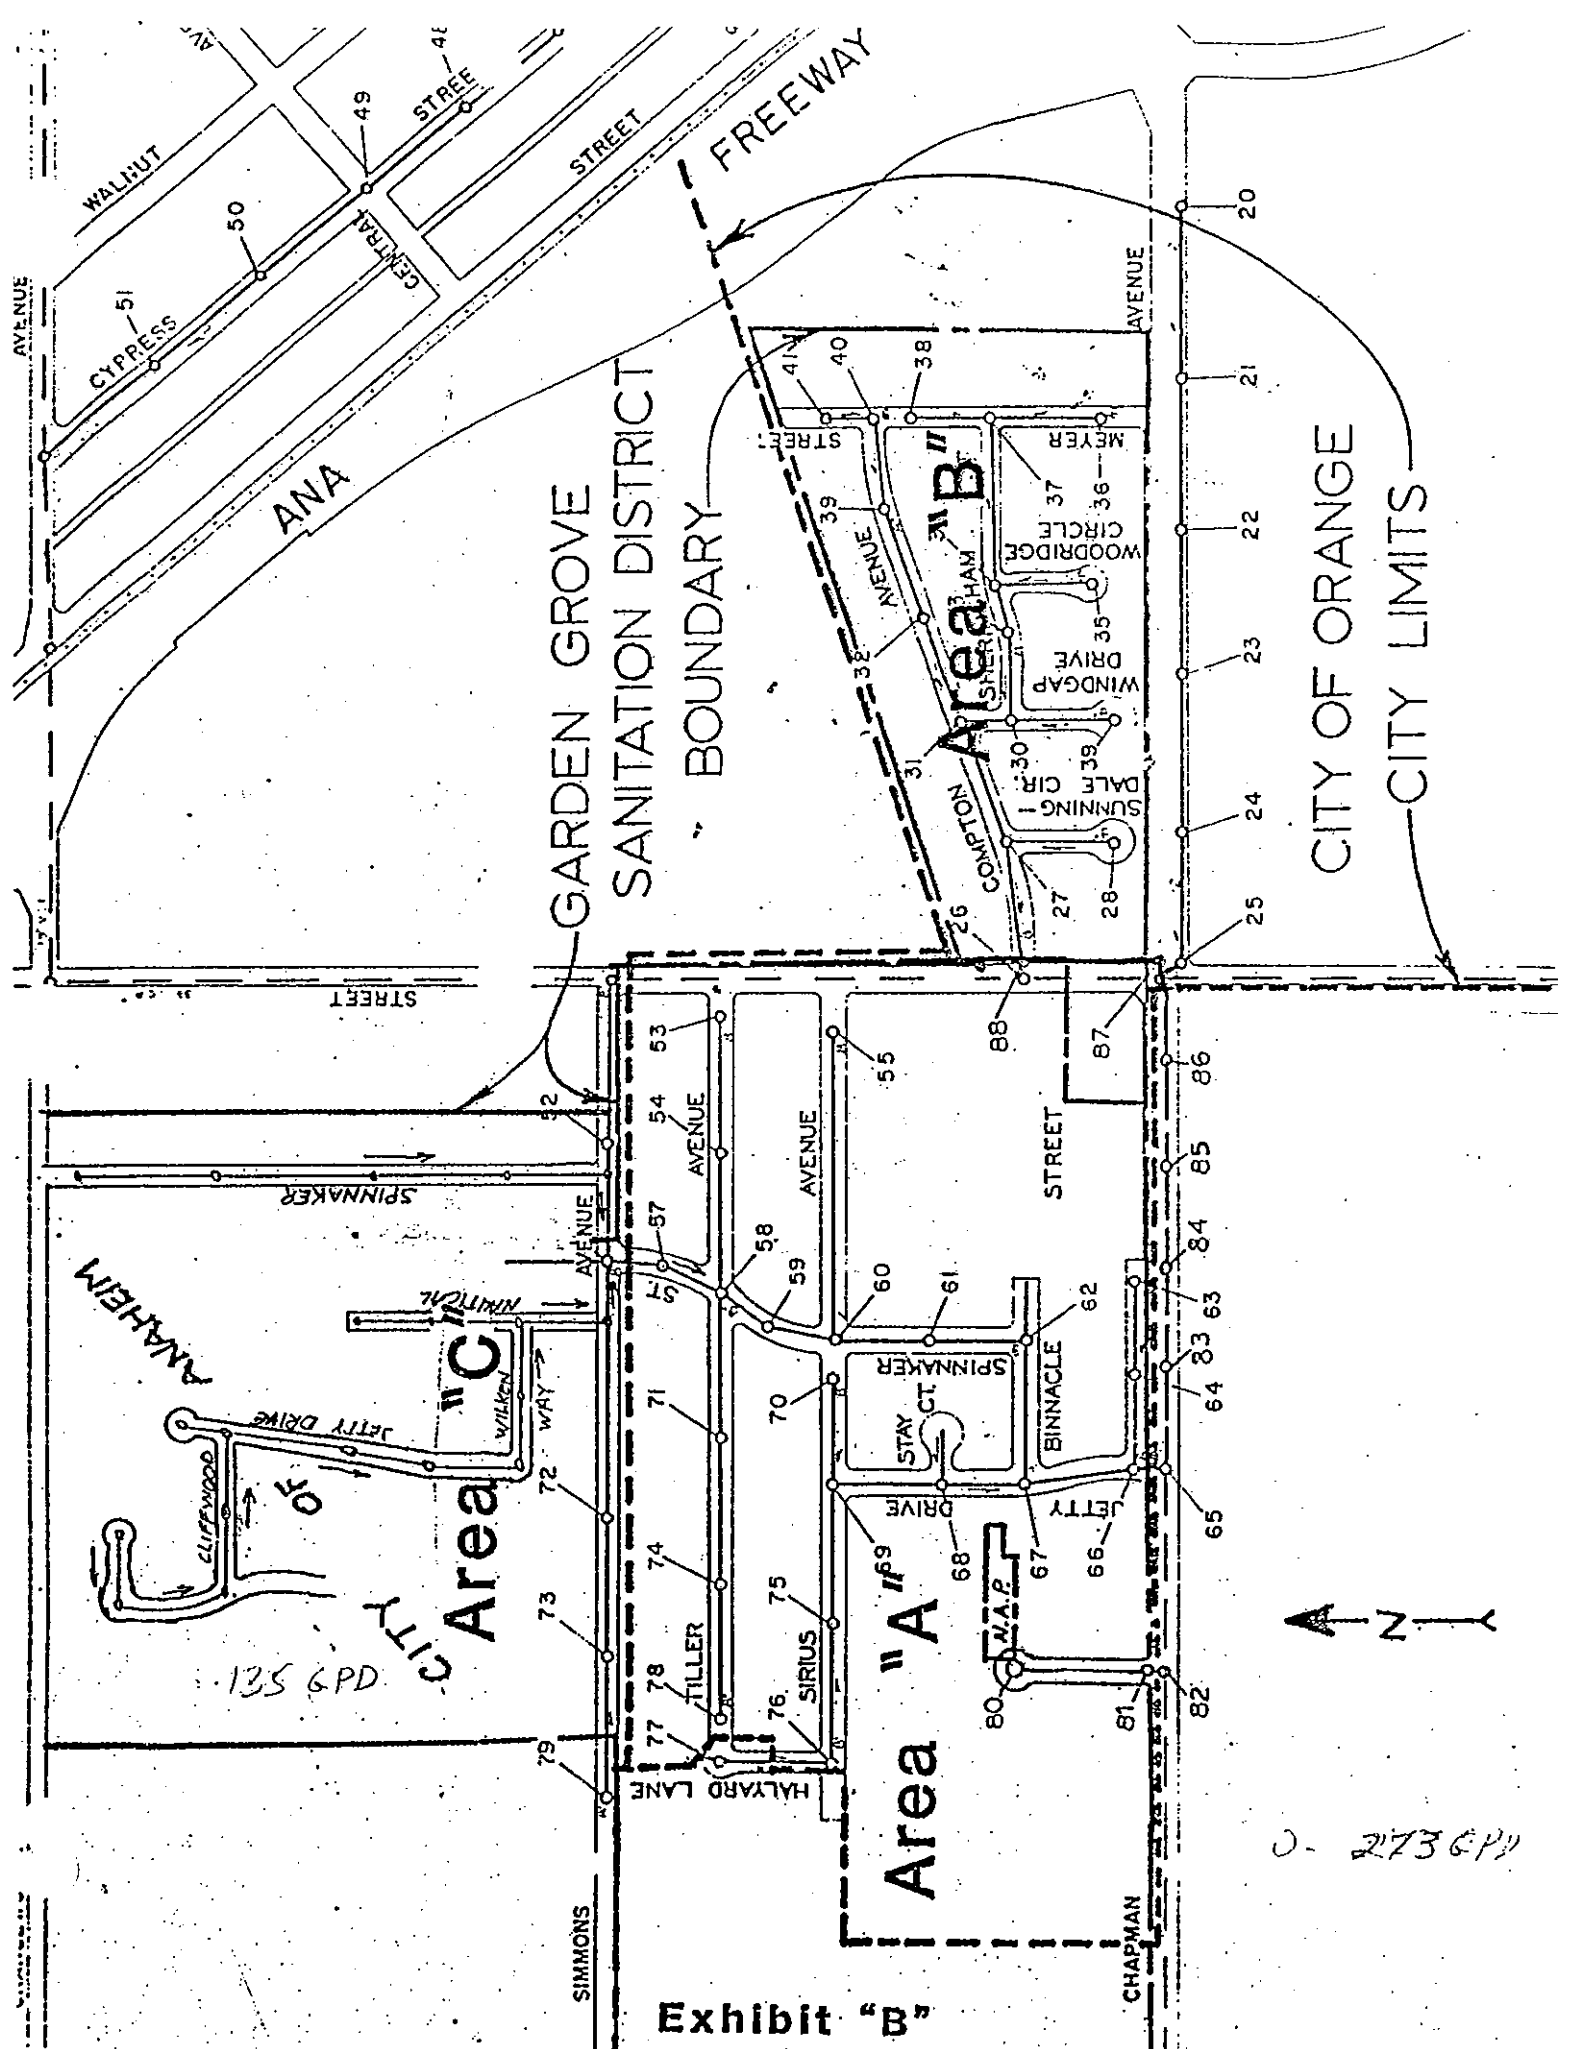 AVENUE
WALNUT
STREE
48
49
50
51
CYPRESS
CENTRAL
STREET
ANA
FREEWAY
GARDEN GROVE
SANITATION DISTRICT
BOUNDARY
STREET
41
40
38
39
AVENUE
MEYER
37
36
WOODRIDGE
CIRCLE
35
WINDGAP
DRIVE
32
31
30
39
SUNNING-
DALE CIR.
COMPTON
26
27
28
Area "B"
AVENUE
20
21
22
23
24
25
CITY OF ORANGE
CITY LIMITS
STREET
52
53
54
AVENUE
55
AVENUE
88
87
86
85
84
83
STREET
SPINNAKER
AVENUE
57
ST.
58
59
60
61
62
63
64
65
NAUTICAL
ANAHEIM
OF
CITY
Area "C"
JETTY DRIVE
CLIFFWOOD
WILKEN
WAY
135 GPD
72
73
79
71
74
78
77
TILLER
70
75
76
SIRIUS
HALYARD LANE
SPINNAKER
STAY
CT.
BINNACLE
DRIVE
JETTY
69
68
67
66
N.A.P.
80
81
82
Area "A"
N
SIMMONS
CHAPMAN
273 GPD
Exhibit "B"